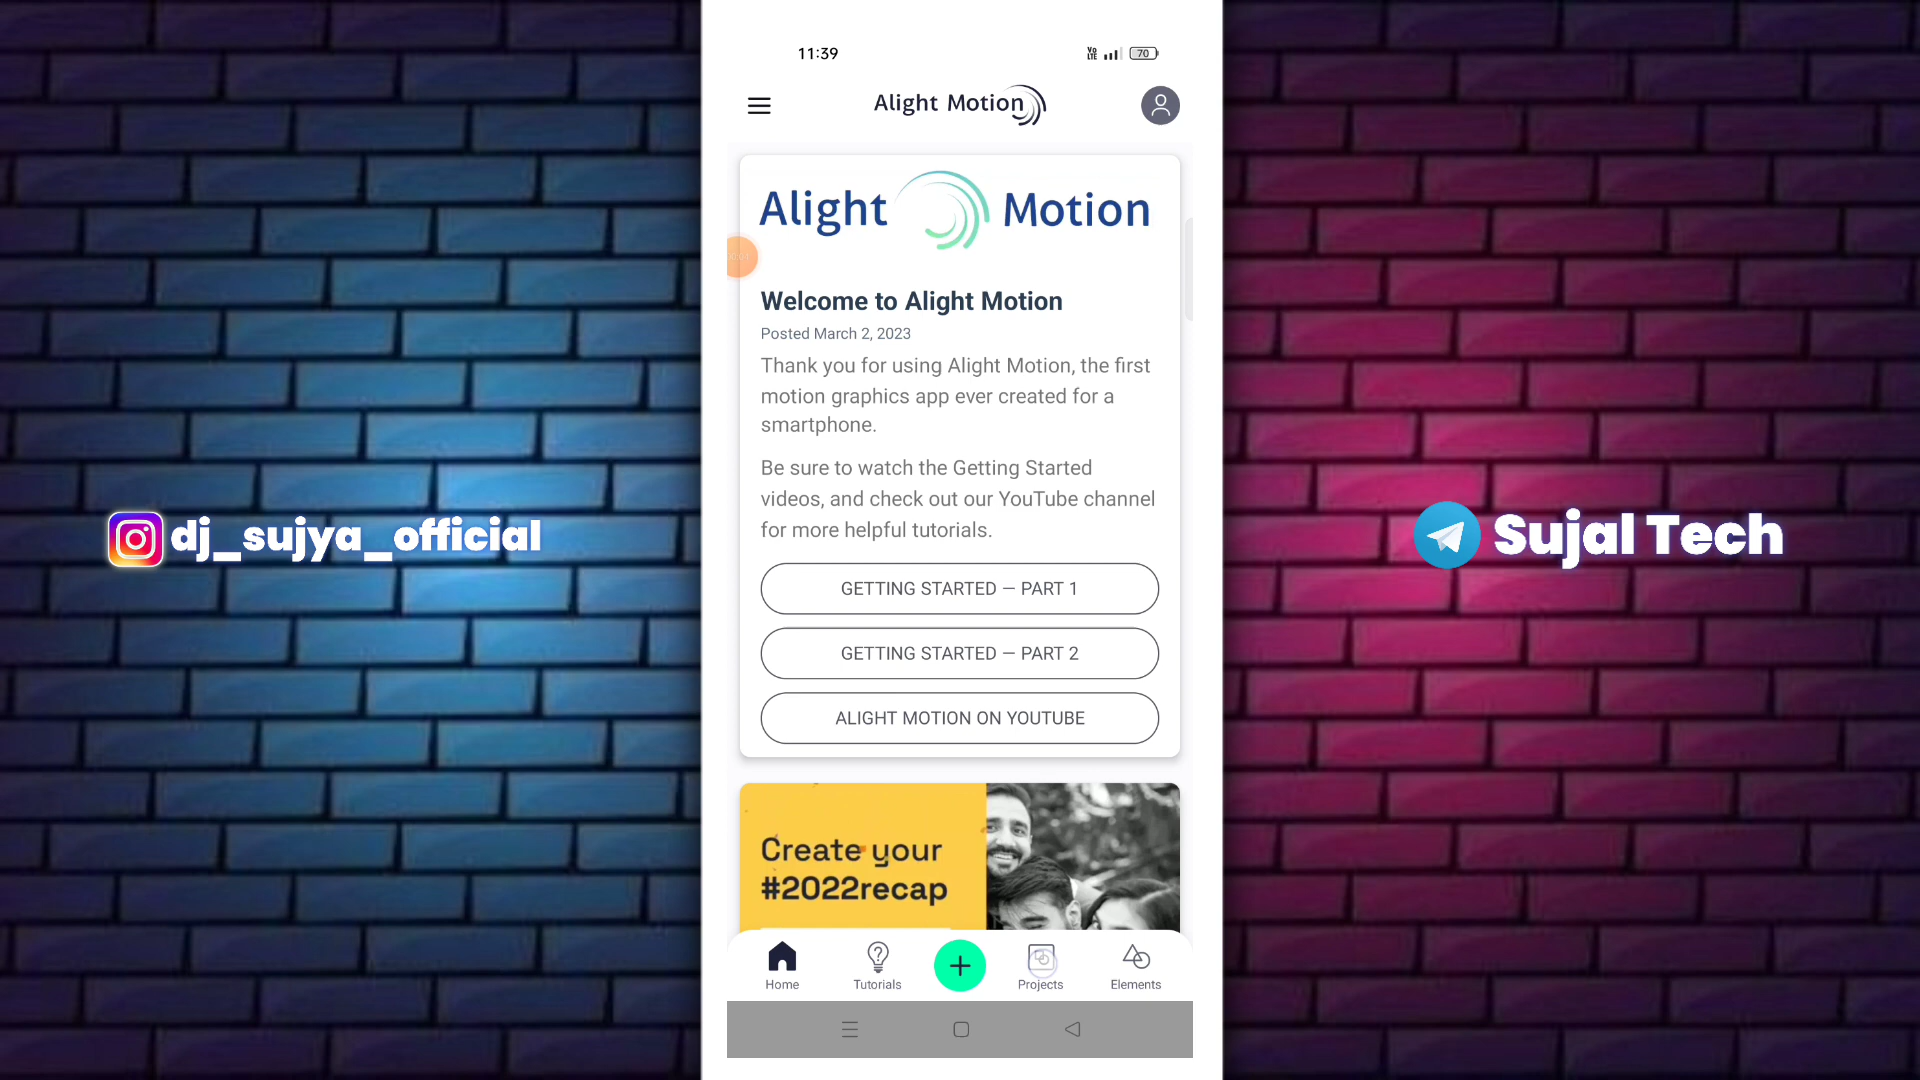 11:39
Vo
LTE
70
Alight Motion
Alight Motion
Welcome to Alight Motion
Posted March 2, 2023
Thank you for using Alight Motion, the first
motion graphics app ever created for a
smartphone.
Be sure to watch the Getting Started
videos, and check out our YouTube channel
for more helpful tutorials.
GETTING STARTED — PART 1
GETTING STARTED — PART 2
ALIGHT MOTION ON YOUTUBE
dj_sujya_official
Sujal Tech
Create your
#2022recap
Home
Tutorials
Projects
Elements